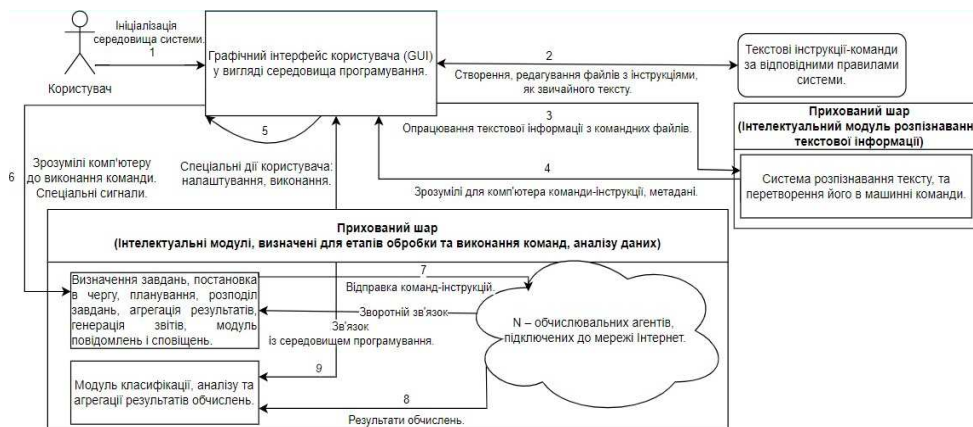 Ініціалізація
середовища системи.
1
Користувач
Графічний інтерфейс користувача (GUI)
у вигляді середовища програмування.
2
Створення, редагування файлів з інструкціями,
як звичайного тексту.
Текстові інструкції-команди
за відповідними правилами
системи.
3
Опрацювання текстової інформації з командних файлів.
Прихований шар
(Інтелектуальний модуль розпізнавання
текстової інформації)
4
Зрозумілі для комп'ютера команди-інструкції, метадані.
Система розпізнавання тексту, та
перетворення його в машинні команди.
5
Спеціальні дії користувача:
налаштування, виконання.
6
Зрозумілі комп'ютеру
до виконання команди.
Спеціальні сигнали.
Прихований шар
(Інтелектуальні модулі, визначені для етапів обробки та виконання команд, аналізу даних)
Визначення завдань, постановка
в чергу, планування, розподіл
завдань, агрегація результатів,
генерація звітів, модуль
повідомлень і сповіщень.
7
Відправка команд-інструкцій.
Зворотній зв'язок
Зв'язок
із середовищем програмування.
N – обчислювальних агентів,
підключених до мережі Інтернет.
9
Модуль класифікації, аналізу та
агрегації результатів обчислень.
8
Результати обчислень.